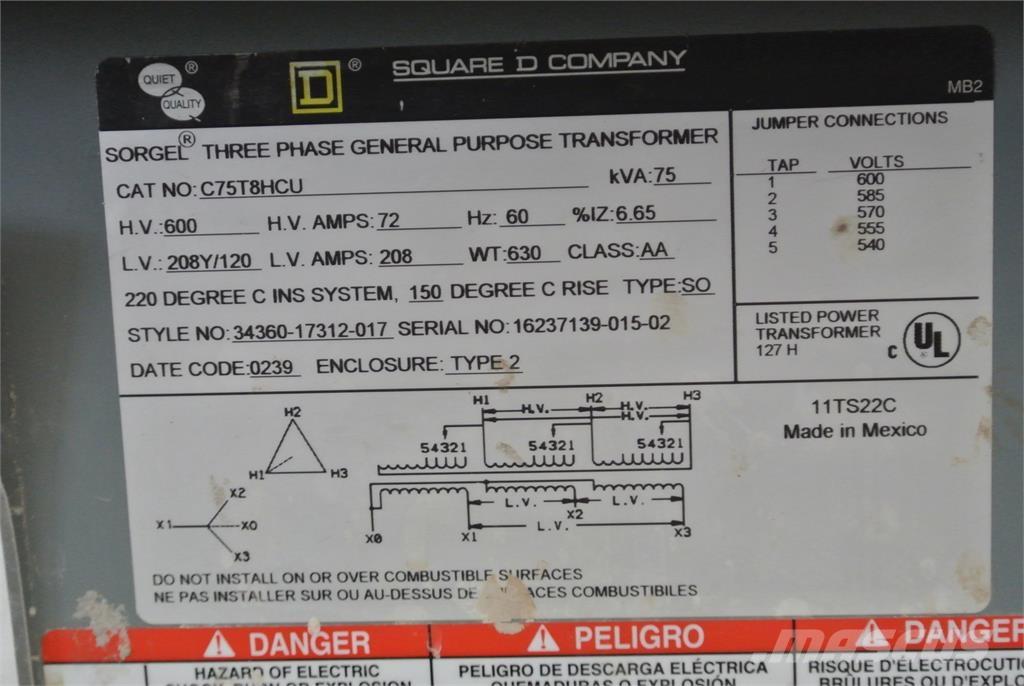 QUIET ®
QUALITY
D ®
SQUARE D COMPANY
MB2
SORGEL® THREE PHASE GENERAL PURPOSE TRANSFORMER
CAT NO: C75T8HCU kVA: 75
H.V.: 600 H.V. AMPS: 72 Hz: 60 %IZ: 6.65
L.V.: 208Y/120 L.V. AMPS: 208 WT: 630 CLASS: AA
220 DEGREE C INS SYSTEM, 150 DEGREE C RISE TYPE: SO
STYLE NO: 34360-17312-017 SERIAL NO: 16237139-015-02
DATE CODE: 0239 ENCLOSURE: TYPE 2
JUMPER CONNECTIONS
TAP VOLTS
1 600
2 585
3 570
4 555
5 540
LISTED POWER
TRANSFORMER
127 H
C UL ®
11TS22C
Made in Mexico
H2
H1 H3
X2
X1 X0
X3
H1 H2 H3
H.V. H.V.
H.V.
54321 54321 54321
L.V. L.V.
X2
L.V.
X0 X1 X3
DO NOT INSTALL ON OR OVER COMBUSTIBLE SURFACES
NE PAS INSTALLER SUR OU AU-DESSUS DE COMBUSTIBLES
DANGER
HAZARD OF ELECTRIC
PELIGRO
PELIGRO DE DESCARGA ELÉCTRICA
QUEMADURAS O EXPLOSIÓN
DANGER
RISQUE D'ÉLECTROCUTIO
BRÛLURES OU D'EXPLO